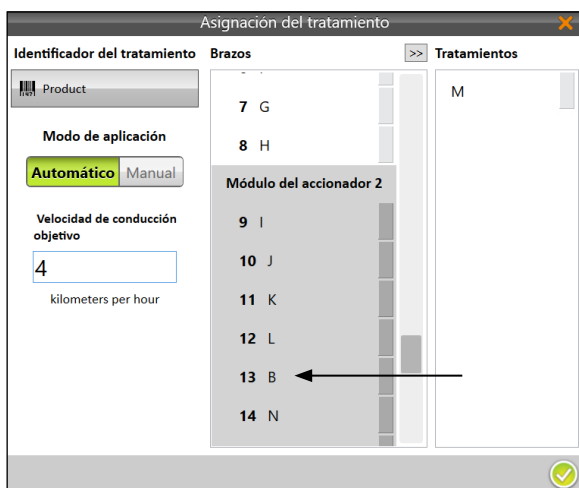 Asignación del tratamiento
Identificador del tratamiento
Product
Modo de aplicación
Automático Manual
Velocidad de conducción
objetivo
4
kilometers per hour
Brazos
>>
7 G
8 H
Módulo del accionador 2
9 I
10 J
11 K
12 L
13 B
14 N
Tratamientos
M